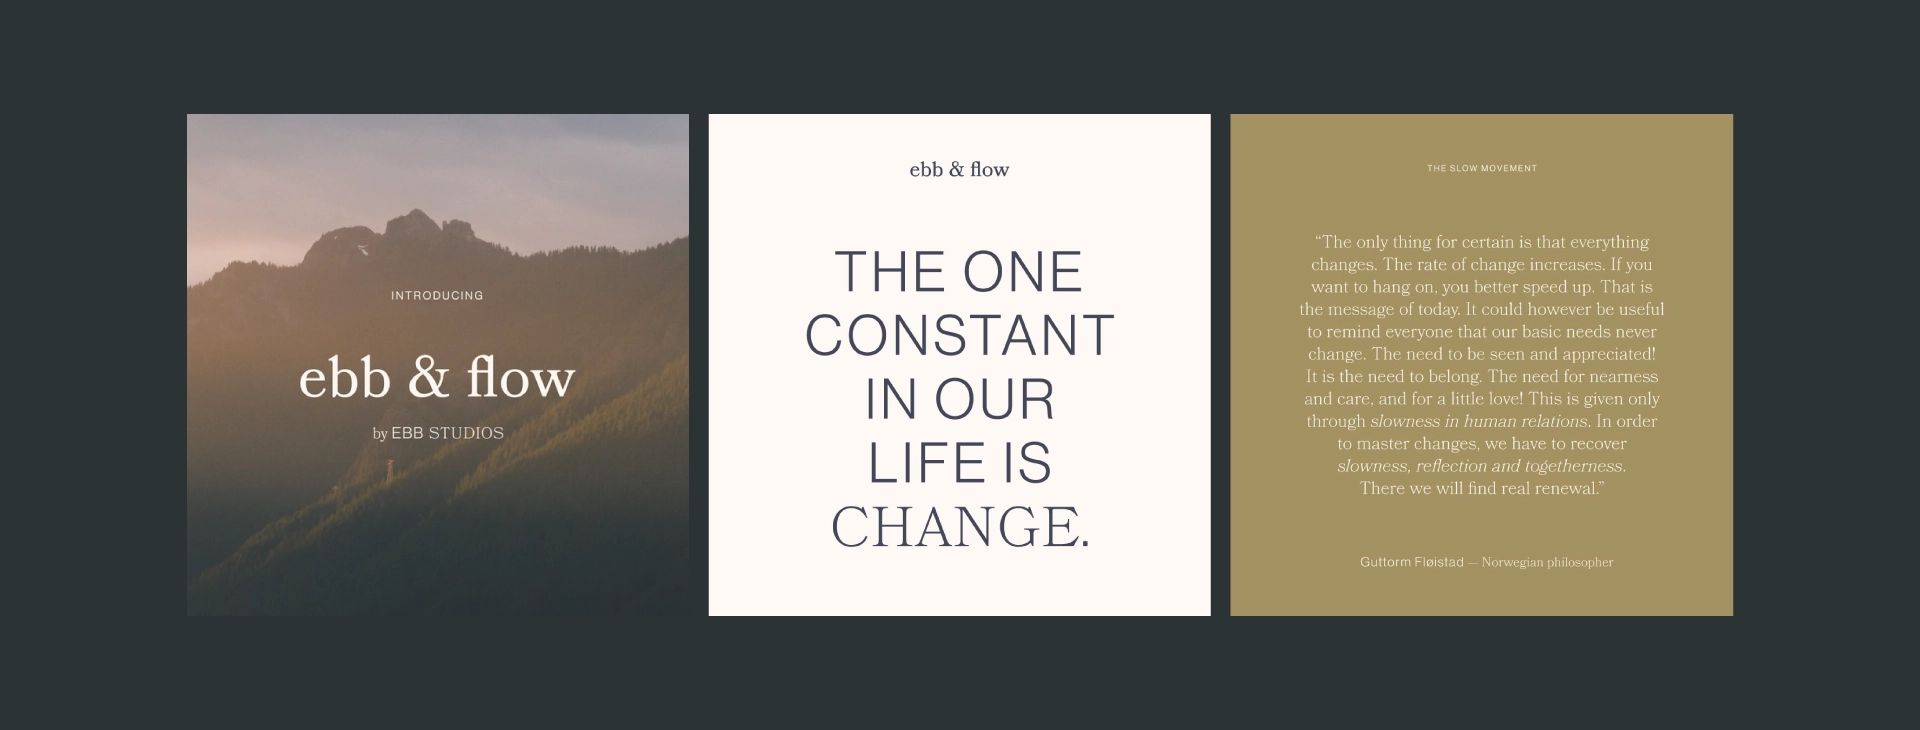 INTRODUCING
ebb & flow
by EBB STUDIOS
ebb & flow
THE ONE
CONSTANT
IN OUR
LIFE IS
CHANGE.
THE SLOW MOVEMENT
“The only thing for certain is that everything
changes. The rate of change increases. If you
want to hang on, you better speed up. That is
the message of today. It could however be useful
to remind everyone that our basic needs never
change. The need to be seen and appreciated!
It is the need to belong. The need for nearness
and care, and for a little love! This is given only
through slowness in human relations. In order
to master changes, we have to recover
slowness, reflection and togetherness.
There we will find real renewal.”
Guttorm Fløistad — Norwegian philosopher